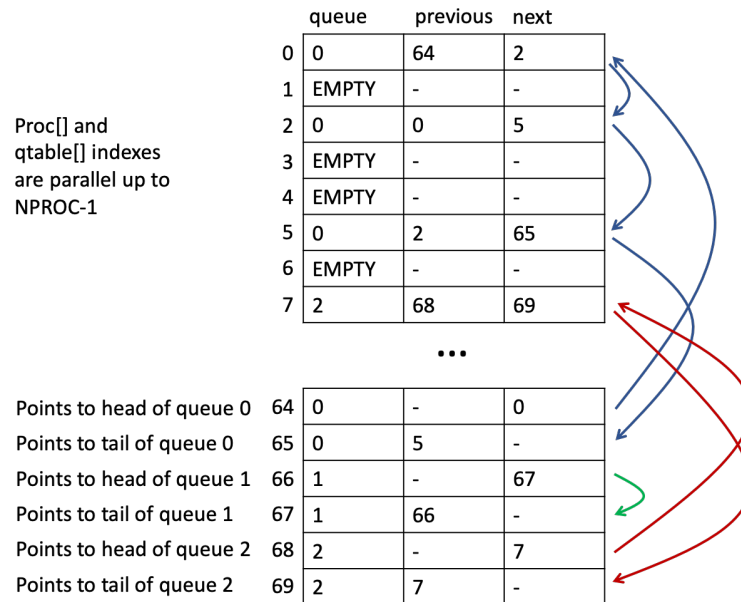 queue previous next
0 0 64 2
1 EMPTY - -
2 0 0 5
3 EMPTY - -
4 EMPTY - -
5 0 2 65
6 EMPTY - -
7 2 68 69
Proc[] and
qtable[] indexes
are parallel up to
NPROC-1
...
Points to head of queue 0 64 0 - 0
Points to tail of queue 0 65 0 5 -
Points to head of queue 1 66 1 - 67
Points to tail of queue 1 67 1 66 -
Points to head of queue 2 68 2 - 7
Points to tail of queue 2 69 2 7 -